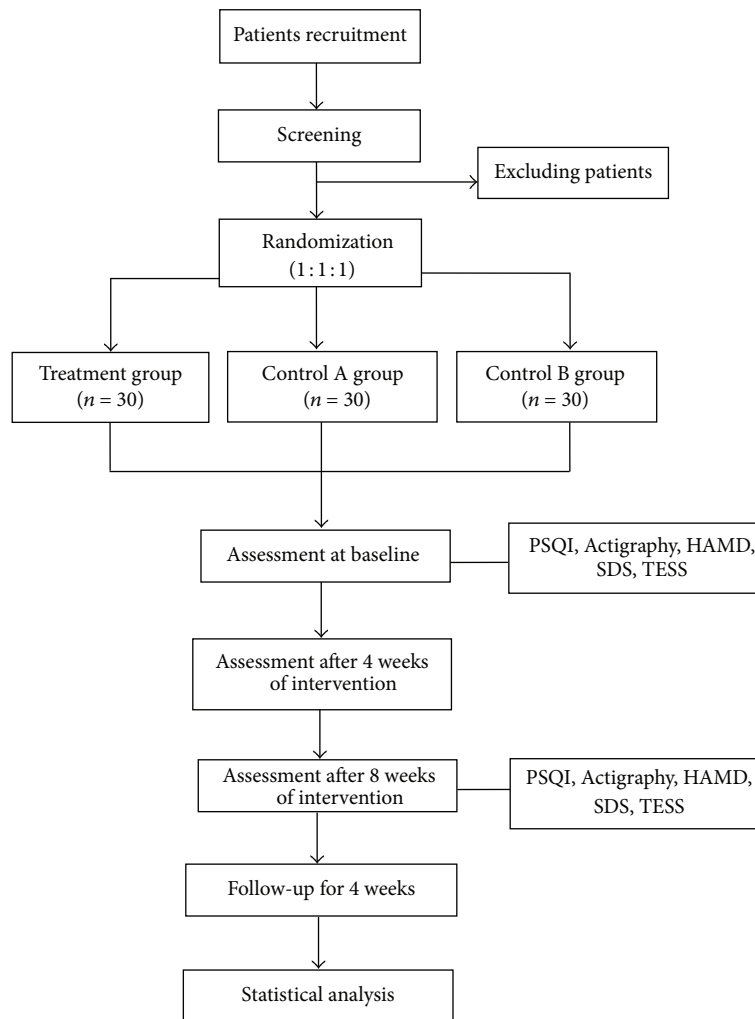 Patients recruitment
Screening
Excluding patients
Randomization
(1 : 1 : 1)
Treatment group
(n = 30)
Control A group
(n = 30)
Control B group
(n = 30)
Assessment at baseline
PSQI, Actigraphy, HAMD,
SDS, TESS
Assessment after 4 weeks
of intervention
Assessment after 8 weeks
of intervention
PSQI, Actigraphy, HAMD,
SDS, TESS
Follow-up for 4 weeks
Statistical analysis